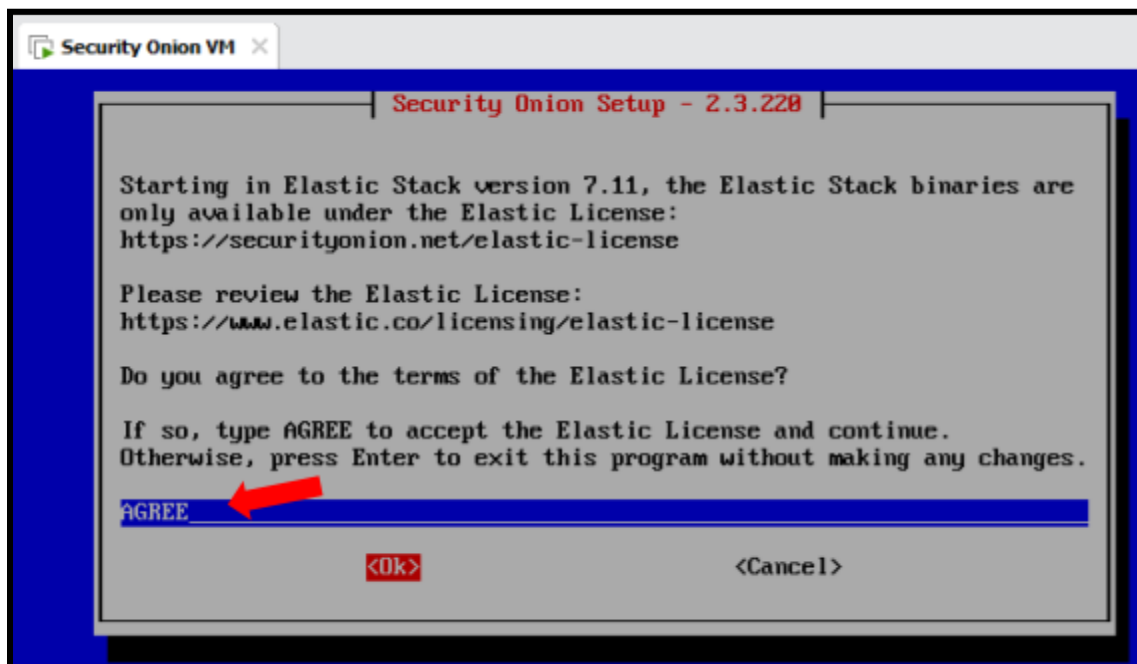 Security Onion VM
Security Onion Setup - 2.3.220
Starting in Elastic Stack version 7.11, the Elastic Stack binaries are
only available under the Elastic License:
https://securityonion.net/elastic-license
Please review the Elastic License:
https://www.elastic.co/licensing/elastic-license
Do you agree to the terms of the Elastic License?
If so, type AGREE to accept the Elastic License and continue.
Otherwise, press Enter to exit this program without making any changes.
AGREE
<Ok> <Cancel>